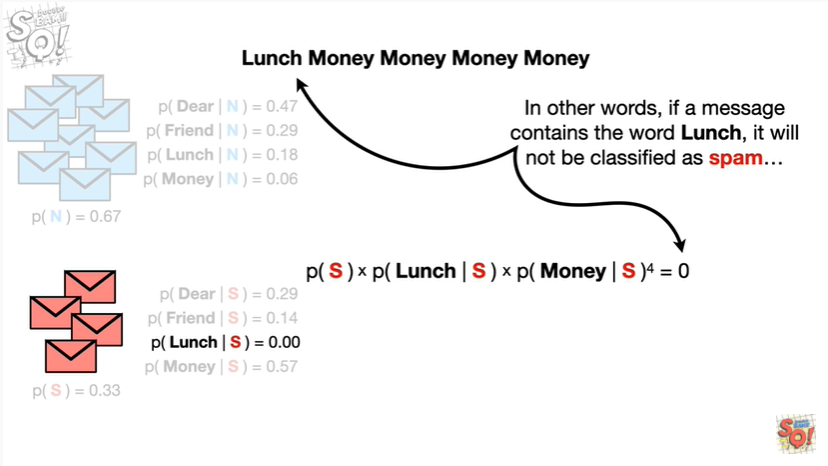 SQ!
Lunch Money Money Money Money
p( Dear | N ) = 0.47
p( Friend | N ) = 0.29
p( Lunch | N ) = 0.18
p( Money | N ) = 0.06
p( N ) = 0.67
In other words, if a message
contains the word Lunch, it will
not be classified as spam…
p( S ) × p( Lunch | S ) × p( Money | S )⁴ = 0
p( Dear | S ) = 0.29
p( Friend | S ) = 0.14
p( Lunch | S ) = 0.00
p( Money | S ) = 0.57
p( S ) = 0.33
SQ!